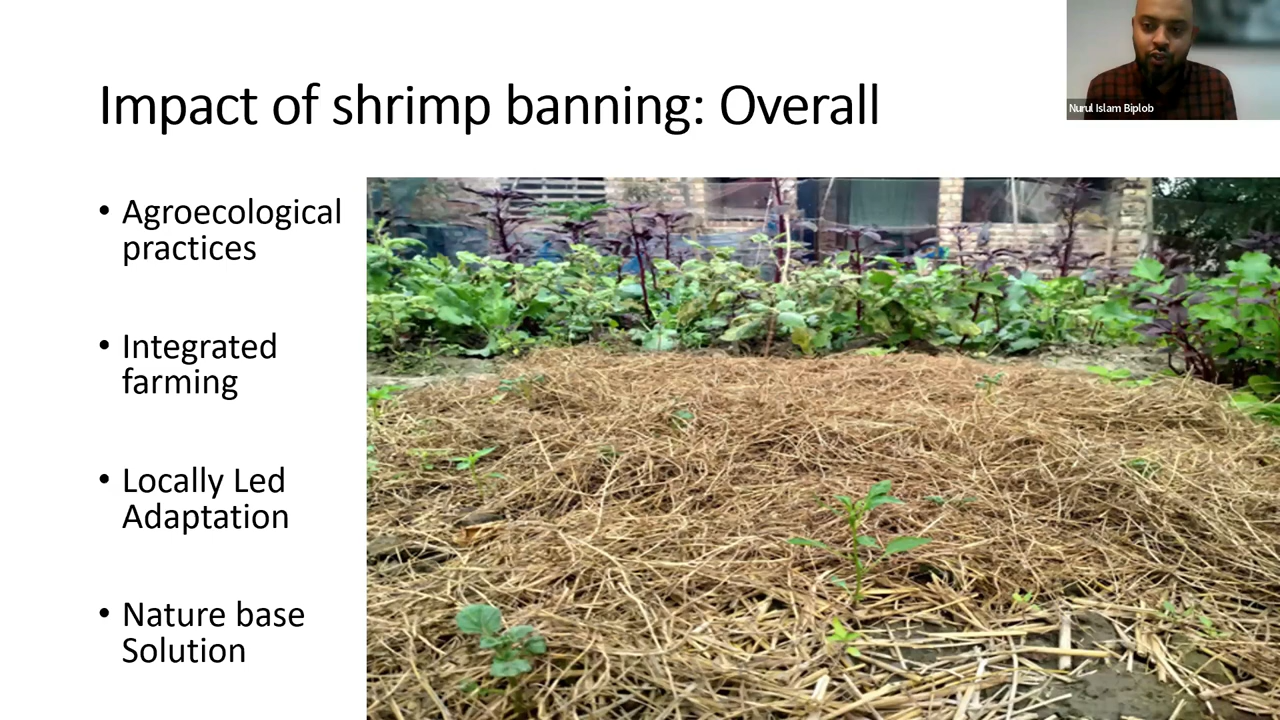 Impact of shrimp banning: Overall
Nurul Islam Biplob
• Agroecological
practices
• Integrated
farming
• Locally Led
Adaptation
• Nature base
Solution